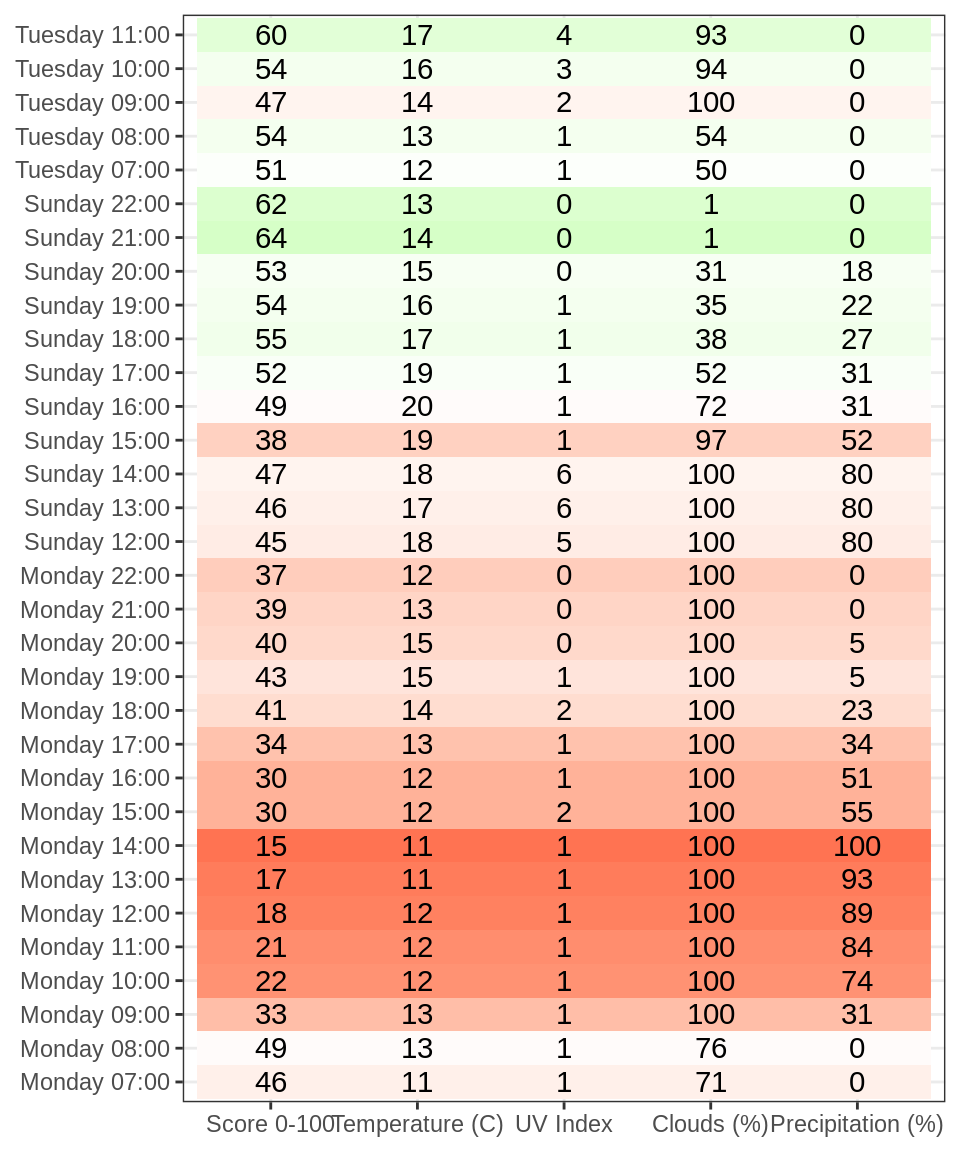 Tuesday 11:00 60 17 4 93 0
Tuesday 10:00 54 16 3 94 0
Tuesday 09:00 47 14 2 100 0
Tuesday 08:00 54 13 1 54 0
Tuesday 07:00 51 12 1 50 0
Sunday 22:00 62 13 0 1 0
Sunday 21:00 64 14 0 1 0
Sunday 20:00 53 15 0 31 18
Sunday 19:00 54 16 1 35 22
Sunday 18:00 55 17 1 38 27
Sunday 17:00 52 19 1 52 31
Sunday 16:00 49 20 1 72 31
Sunday 15:00 38 19 1 97 52
Sunday 14:00 47 18 6 100 80
Sunday 13:00 46 17 6 100 80
Sunday 12:00 45 18 5 100 80
Monday 22:00 37 12 0 100 0
Monday 21:00 39 13 0 100 0
Monday 20:00 40 15 0 100 5
Monday 19:00 43 15 1 100 5
Monday 18:00 41 14 2 100 23
Monday 17:00 34 13 1 100 34
Monday 16:00 30 12 1 100 51
Monday 15:00 30 12 2 100 55
Monday 14:00 15 11 1 100 100
Monday 13:00 17 11 1 100 93
Monday 12:00 18 12 1 100 89
Monday 11:00 21 12 1 100 84
Monday 10:00 22 12 1 100 74
Monday 09:00 33 13 1 100 31
Monday 08:00 49 13 1 76 0
Monday 07:00 46 11 1 71 0
Score 0-100 Temperature (C) UV Index Clouds (%) Precipitation (%)